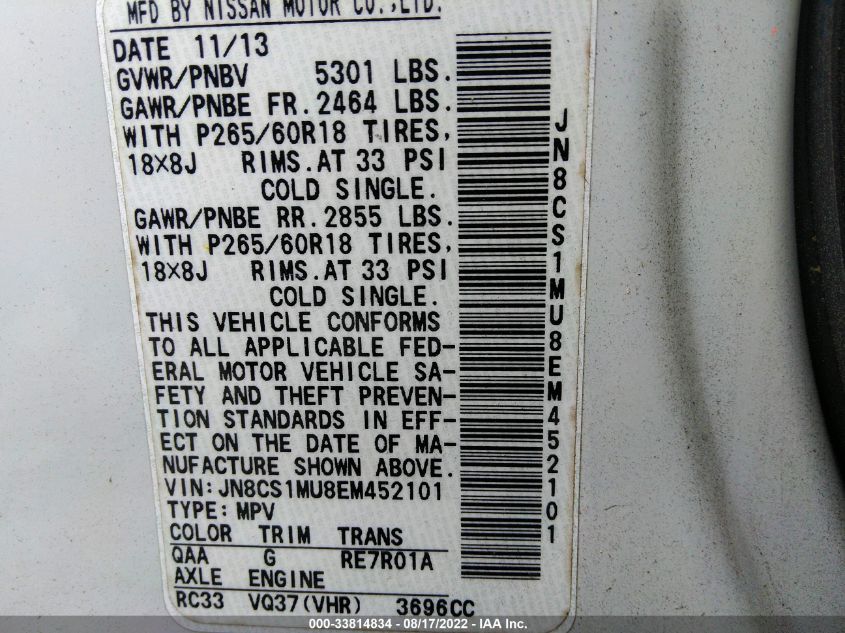 MFD BY NISSAN MOTOR CO.,LTD.
DATE 11/13
GVWR/PNBV 5301 LBS.
GAWR/PNBE FR.2464 LBS.
WITH P265/60R18 TIRES,
18×8J RIMS.AT 33 PSI
COLD SINGLE.
GAWR/PNBE RR.2855 LBS.
WITH P265/60R18 TIRES,
18×8J RIMS.AT 33 PSI
COLD SINGLE.
THIS VEHICLE CONFORMS
TO ALL APPLICABLE FED-
ERAL MOTOR VEHICLE SA-
FETY AND THEFT PREVEN-
TION STANDARDS IN EFF-
ECT ON THE DATE OF MA-
NUFACTURE SHOWN ABOVE.
VIN:JN8CS1MU8EM452101
TYPE:MPV
COLOR TRIM TRANS
QAA G RE7R01A
AXLE ENGINE
RC33 VQ37(VHR) 3696CC
JN8CS1MU8EM452101
000-33814834 - 08/17/2022 - IAA Inc.